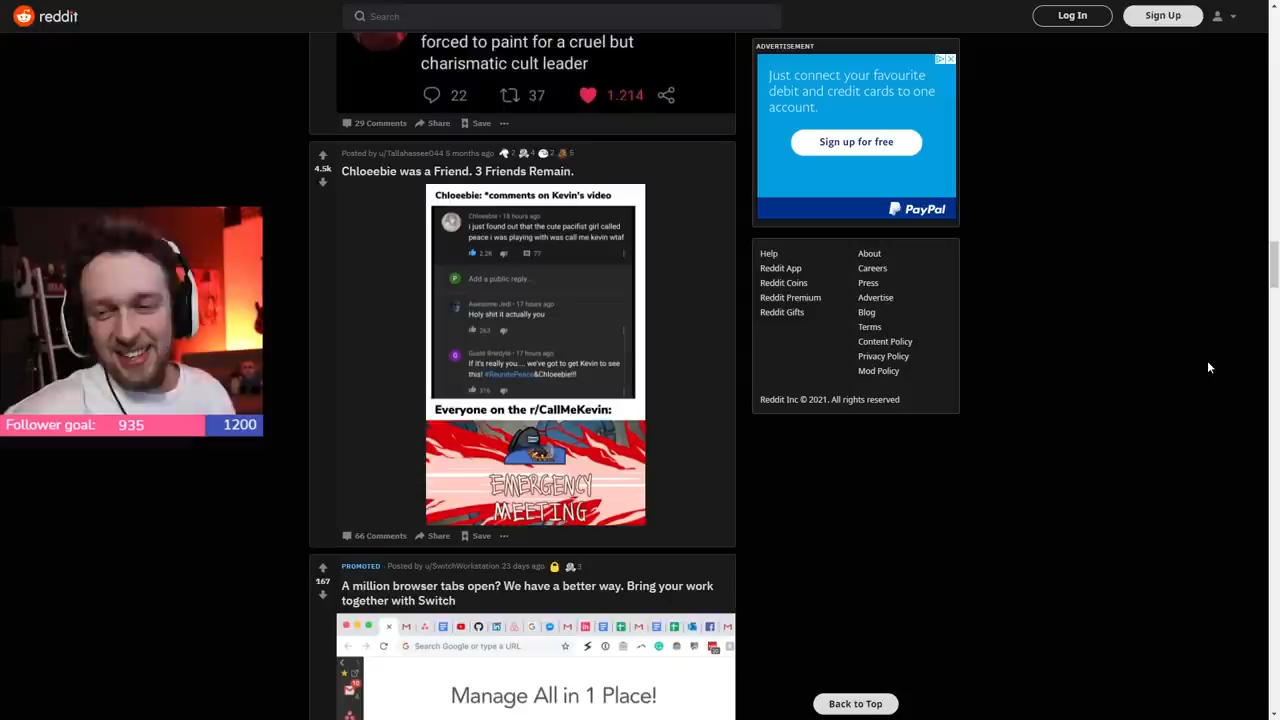 reddit
Search
Log In
Sign Up
forced to paint for a cruel but
charismatic cult leader
22
37
1.214
29 Comments
Share
Save
Posted by u/Tallahassee044 5 months ago
2
4
2
5
4.5k
Chloeebie was a Friend. 3 Friends Remain.
Chloeebie: *comments on Kevin's video
Chloeebie • 18 hours ago
i just found out that the cute pacifist girl called
peace i was playing with was call me kevin wtaf
2.2K
77
P
Add a public reply...
Awesome Jedi • 17 hours ago
Holy shit it actually you
263
G
17 hours ago
If it's really you.... we've got to get Kevin to see
this! #ReunitePeace&Chloeebie!!!
316
Everyone on the r/CallMeKevin:
EMERGENCY
MEETING
66 Comments
Share
Save
Follower goal:
935
1200
PROMOTED
Posted by u/SwitchWorkstation 23 days ago
3
167
A million browser tabs open? We have a better way. Bring your work
together with Switch
Search Google or type a URL
Manage All in 1 Place!
ADVERTISEMENT
Just connect your favourite
debit and credit cards to one
account.
Sign up for free
PayPal
Help
About
Reddit App
Careers
Reddit Coins
Press
Reddit Premium
Advertise
Reddit Gifts
Blog
Terms
Content Policy
Privacy Policy
Mod Policy
Reddit Inc © 2021. All rights reserved
Back to Top